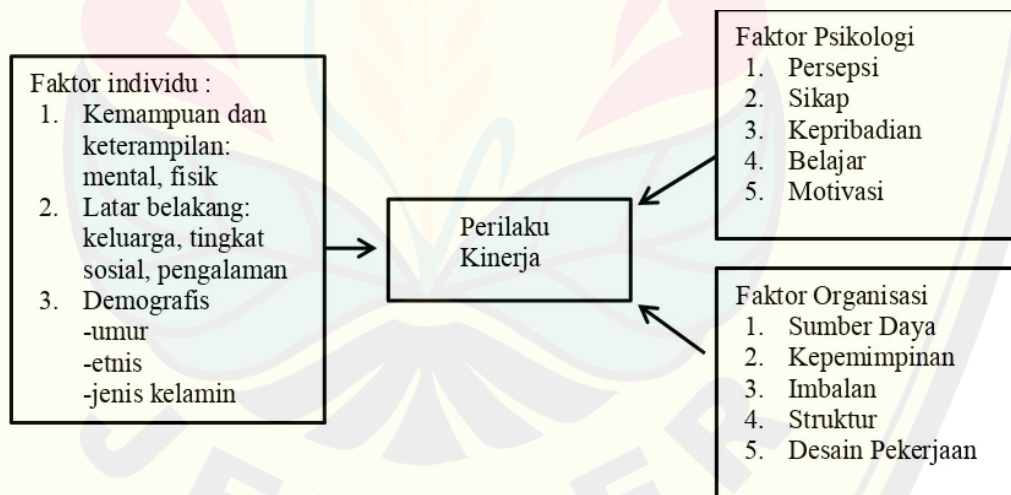 Faktor individu :
1. Kemampuan dan
keterampilan:
mental, fisik
2. Latar belakang:
keluarga, tingkat
sosial, pengalaman
3. Demografis
-umur
-etnis
-jenis kelamin
Perilaku
Kinerja
Faktor Psikologi
1. Persepsi
2. Sikap
3. Kepribadian
4. Belajar
5. Motivasi
Faktor Organisasi
1. Sumber Daya
2. Kepemimpinan
3. Imbalan
4. Struktur
5. Desain Pekerjaan